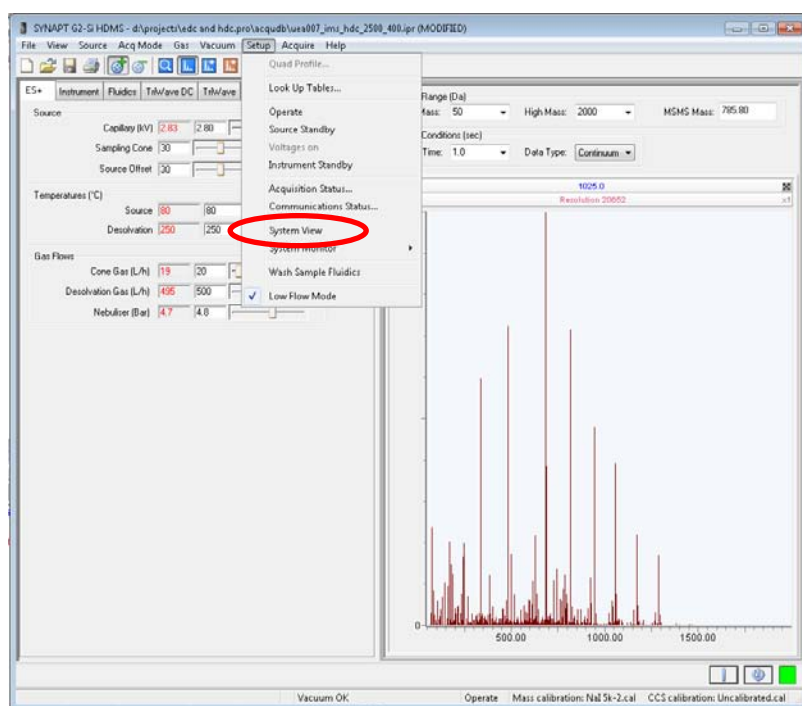 SYNAPT G2-Si HDMS - d:\projects\edc and hdc.pro\acqudb\uea007_ims_hdc_2500_400.ipr (MODIFIED)
File View Source Acq Mode Gas Vacuum Setup Acquire Help
ES+ Instrument Fluidics TriWave DC TriWave
Source
Capillary (kV) 2.83 2.80
Sampling Cone 30
Source Offset 30
Temperatures (°C)
Source 80 80
Desolvation 250 250
Gas Flows
Cone Gas (L/h) 19 20
Desolvation Gas (L/h) 495 500
Nebuliser (Bar) 4.7 4.8
Quad Profile...
Look Up Tables...
Operate
Source Standby
Voltages on
Instrument Standby
Acquisition Status...
Communications Status...
System View
System Monitor
Wash Sample Fluidics
Low Flow Mode
Range (Da)
Mass: 50 High Mass: 2000 MSMS Mass: 785.80
Conditions (sec)
Time: 1.0 Data Type: Continuum
1025.0
Resolution 20652 x1
0
500.00 1000.00 1500.00
Vacuum OK Operate Mass calibration: NaI 5k-2.cal CCS calibration: Uncalibrated.cal